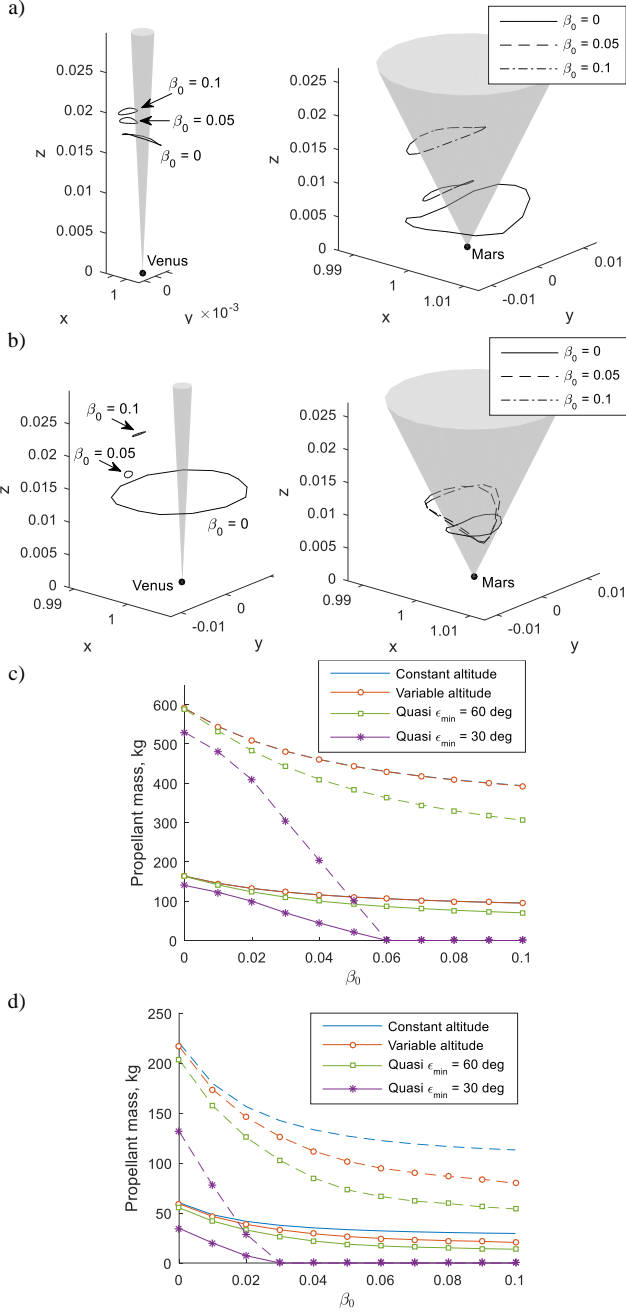 a)
β0 = 0
β0 = 0.05
β0 = 0.1
0.025
0.02
0.015
0.01
0.005
0
z
β0 = 0.1
β0 = 0.05
β0 = 0
Venus
1
0
x
y ×10-3
0.025
0.02
0.015
0.01
0.005
0
z
Mars
0.99
1
1.01
-0.01
0
0.01
x
y
b)
β0 = 0
β0 = 0.05
β0 = 0.1
0.025
0.02
0.015
0.01
0.005
0
z
β0 = 0.1
β0 = 0.05
β0 = 0
Venus
0.99
1
-0.01
0
x
y
0.025
0.02
0.015
0.01
0.005
0
z
Mars
0.99
1
1.01
-0.01
0
0.01
x
y
c)
Constant altitude
Variable altitude
Quasi ϵmin = 60 deg
Quasi ϵmin = 30 deg
600
500
400
300
200
100
0
Propellant mass, kg
0 0.02 0.04 0.06 0.08 0.1
β0
d)
Constant altitude
Variable altitude
Quasi ϵmin = 60 deg
Quasi ϵmin = 30 deg
250
200
150
100
50
0
Propellant mass, kg
0 0.02 0.04 0.06 0.08 0.1
β0